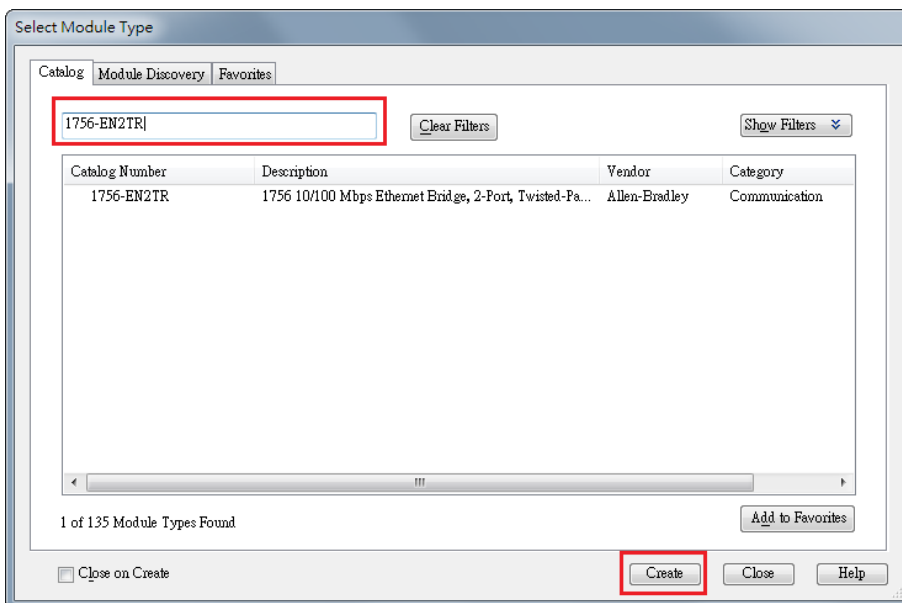 Select Module Type
Catalog Module Discovery Favorites
1756-EN2TR
Clear Filters
Show Filters
Catalog Number Description Vendor Category
1756-EN2TR 1756 10/100 Mbps Ethernet Bridge, 2-Port, Twisted-Pa... Allen-Bradley Communication
1 of 135 Module Types Found
Add to Favorites
Close on Create
Create
Close
Help